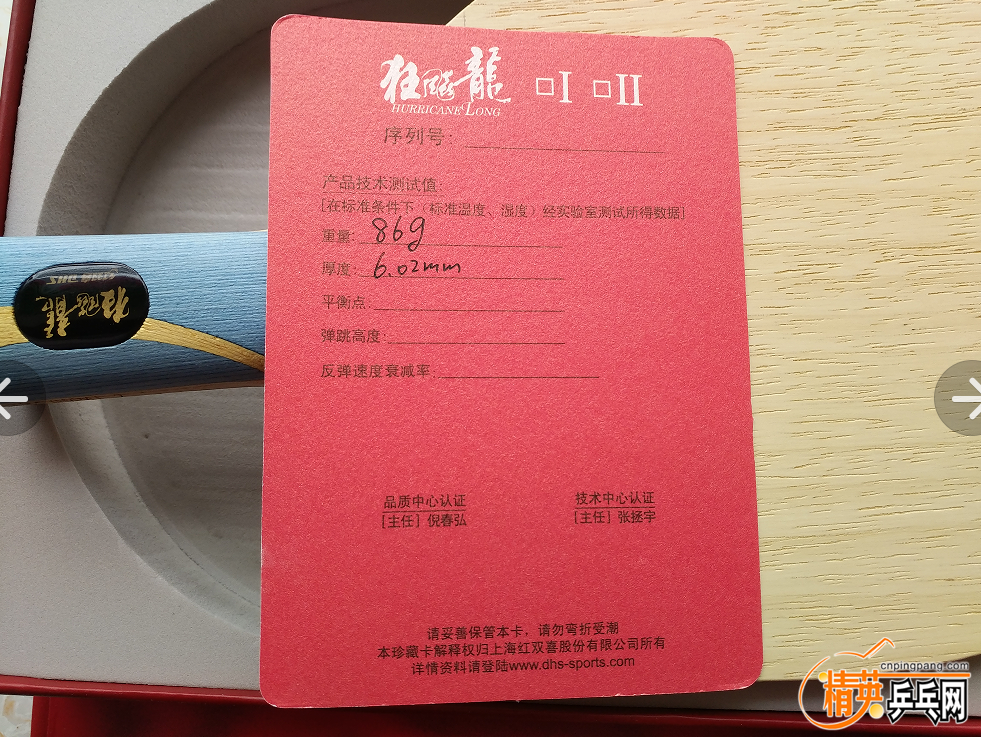 狂飚龍 □I □II
HURRICANE LONG
序列号:
产品技术测试值:
[在标准条件下（标准温度、湿度）经实验室测试所得数据]
重量: 86g
厚度: 6.02mm
平衡点:
弹跳高度:
反弹速度衰减率:
品质中心认证
[主任] 倪春弘
技术中心认证
[主任] 张拯宇
请妥善保管本卡，请勿弯折受潮
本珍藏卡解释权归上海红双喜股份有限公司所有
详情资料请登陆www.dhs-sports.com
狂飚龍
cnpingpang.com
精英乒乓网